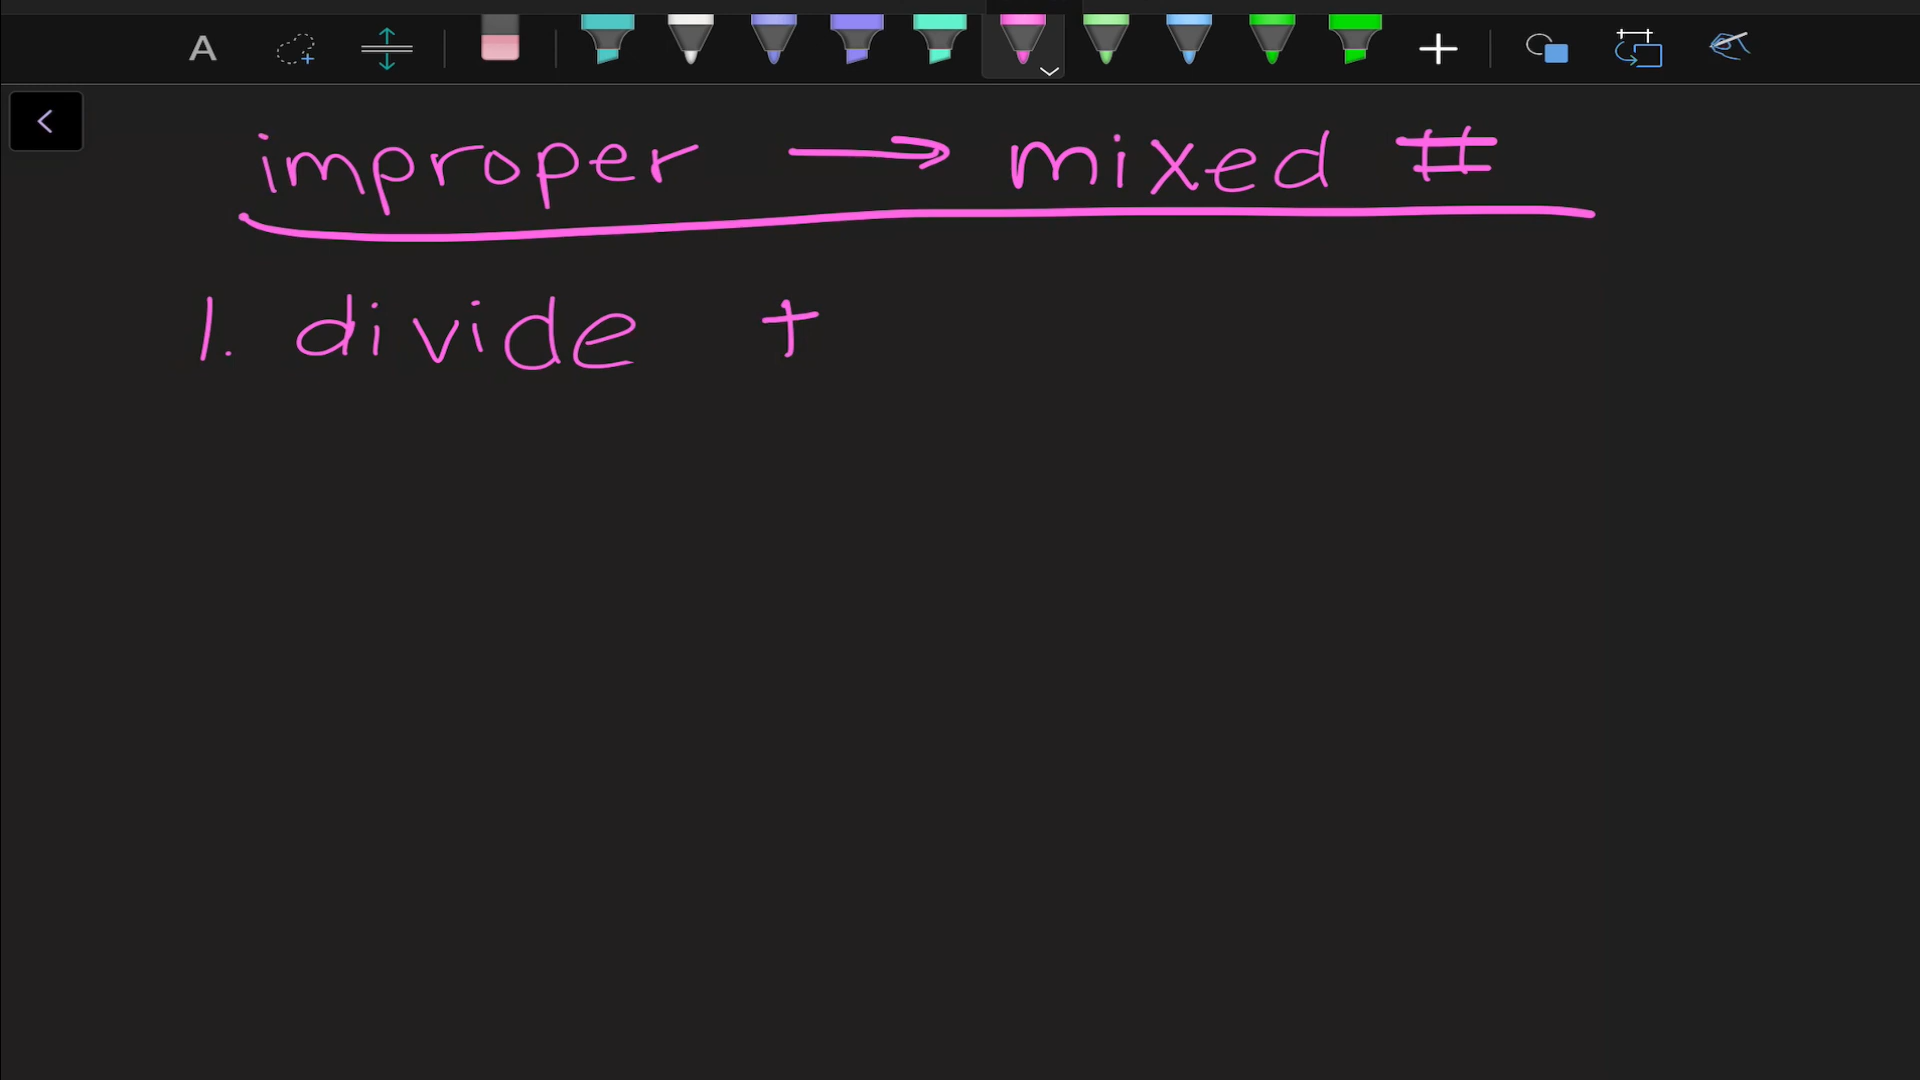 A
improper → mixed #
1. divide t